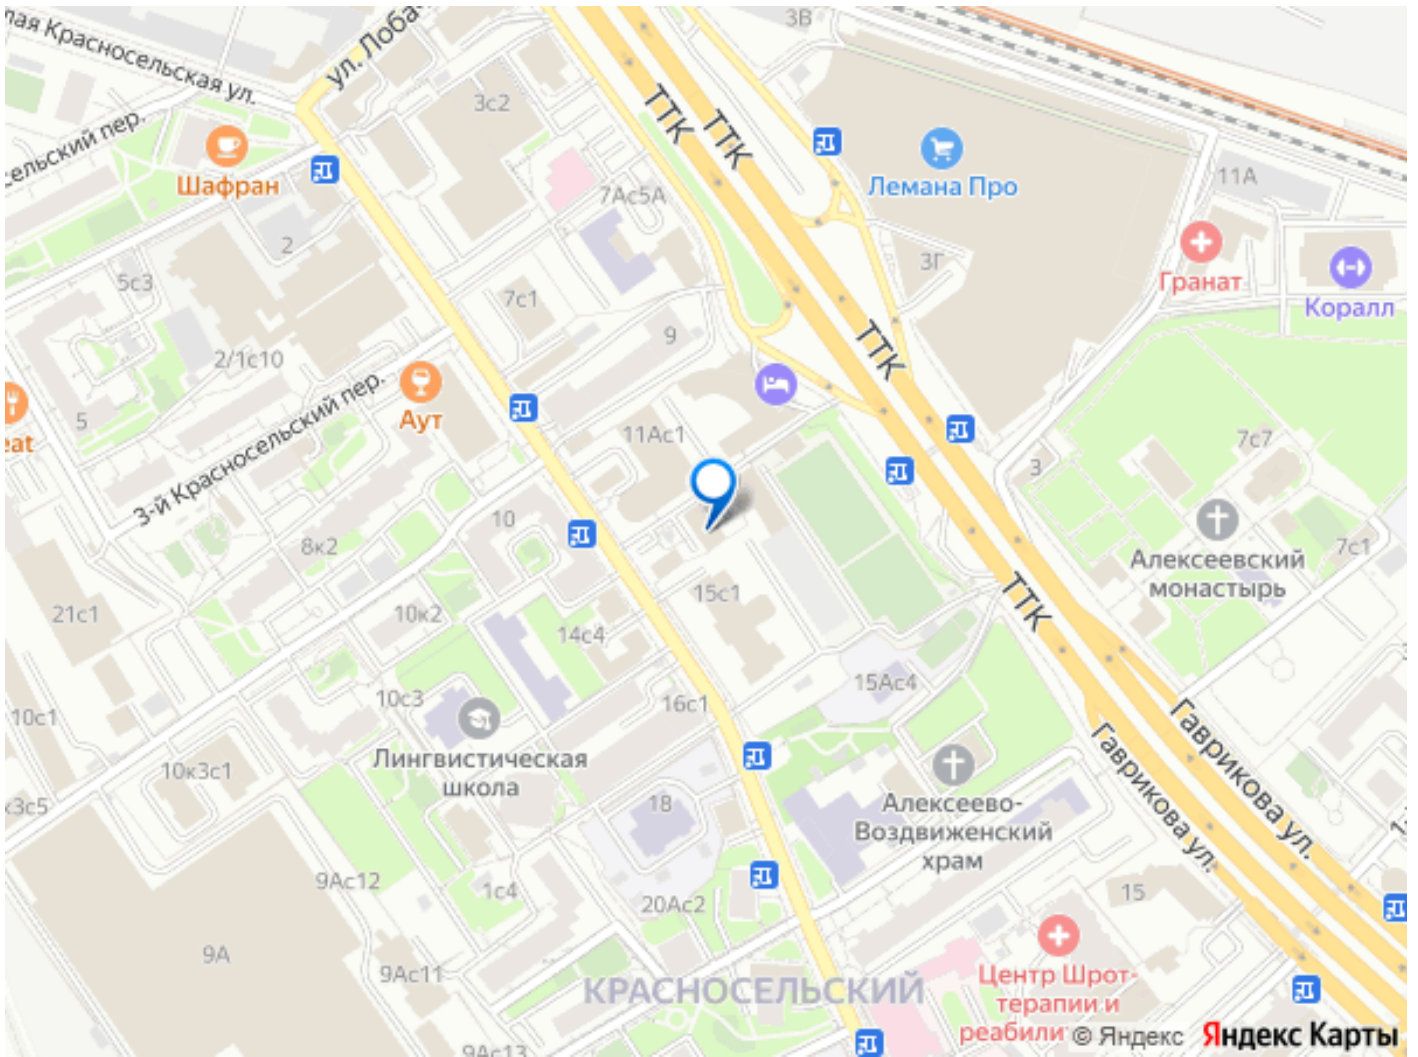 лая Красносельская ул.
ул. Лоба
3В
3с2
ТТК
ТТК
сельский пер.
Шафран
Лемана Про
11А
7Ас5А
2
3Г
Гранат
Коралл
5с3
7с1
9
ТТК
2/1с10
3-й Красносельский пер.
Аут
5
eat
11Ас1
7с7
3
Алексеевский
монастырь
7с1
10
8к2
15с1
ТТК
21с1
10к2
14с4
15Ас4
10с3
16с1
10с1
Лингвистическая
школа
Гаврикова ул.
Гаврикова ул.
10к3с1
к3с5
18
Алексеево-
Воздвиженский
храм
9Ас12
1с4
20Ас2
15
9А
9Ас11
КРАСНОСЕЛЬСКИЙ
Центр Шрот-
терапии и
реабили
9Ас13
© Яндекс Яндекс Карты